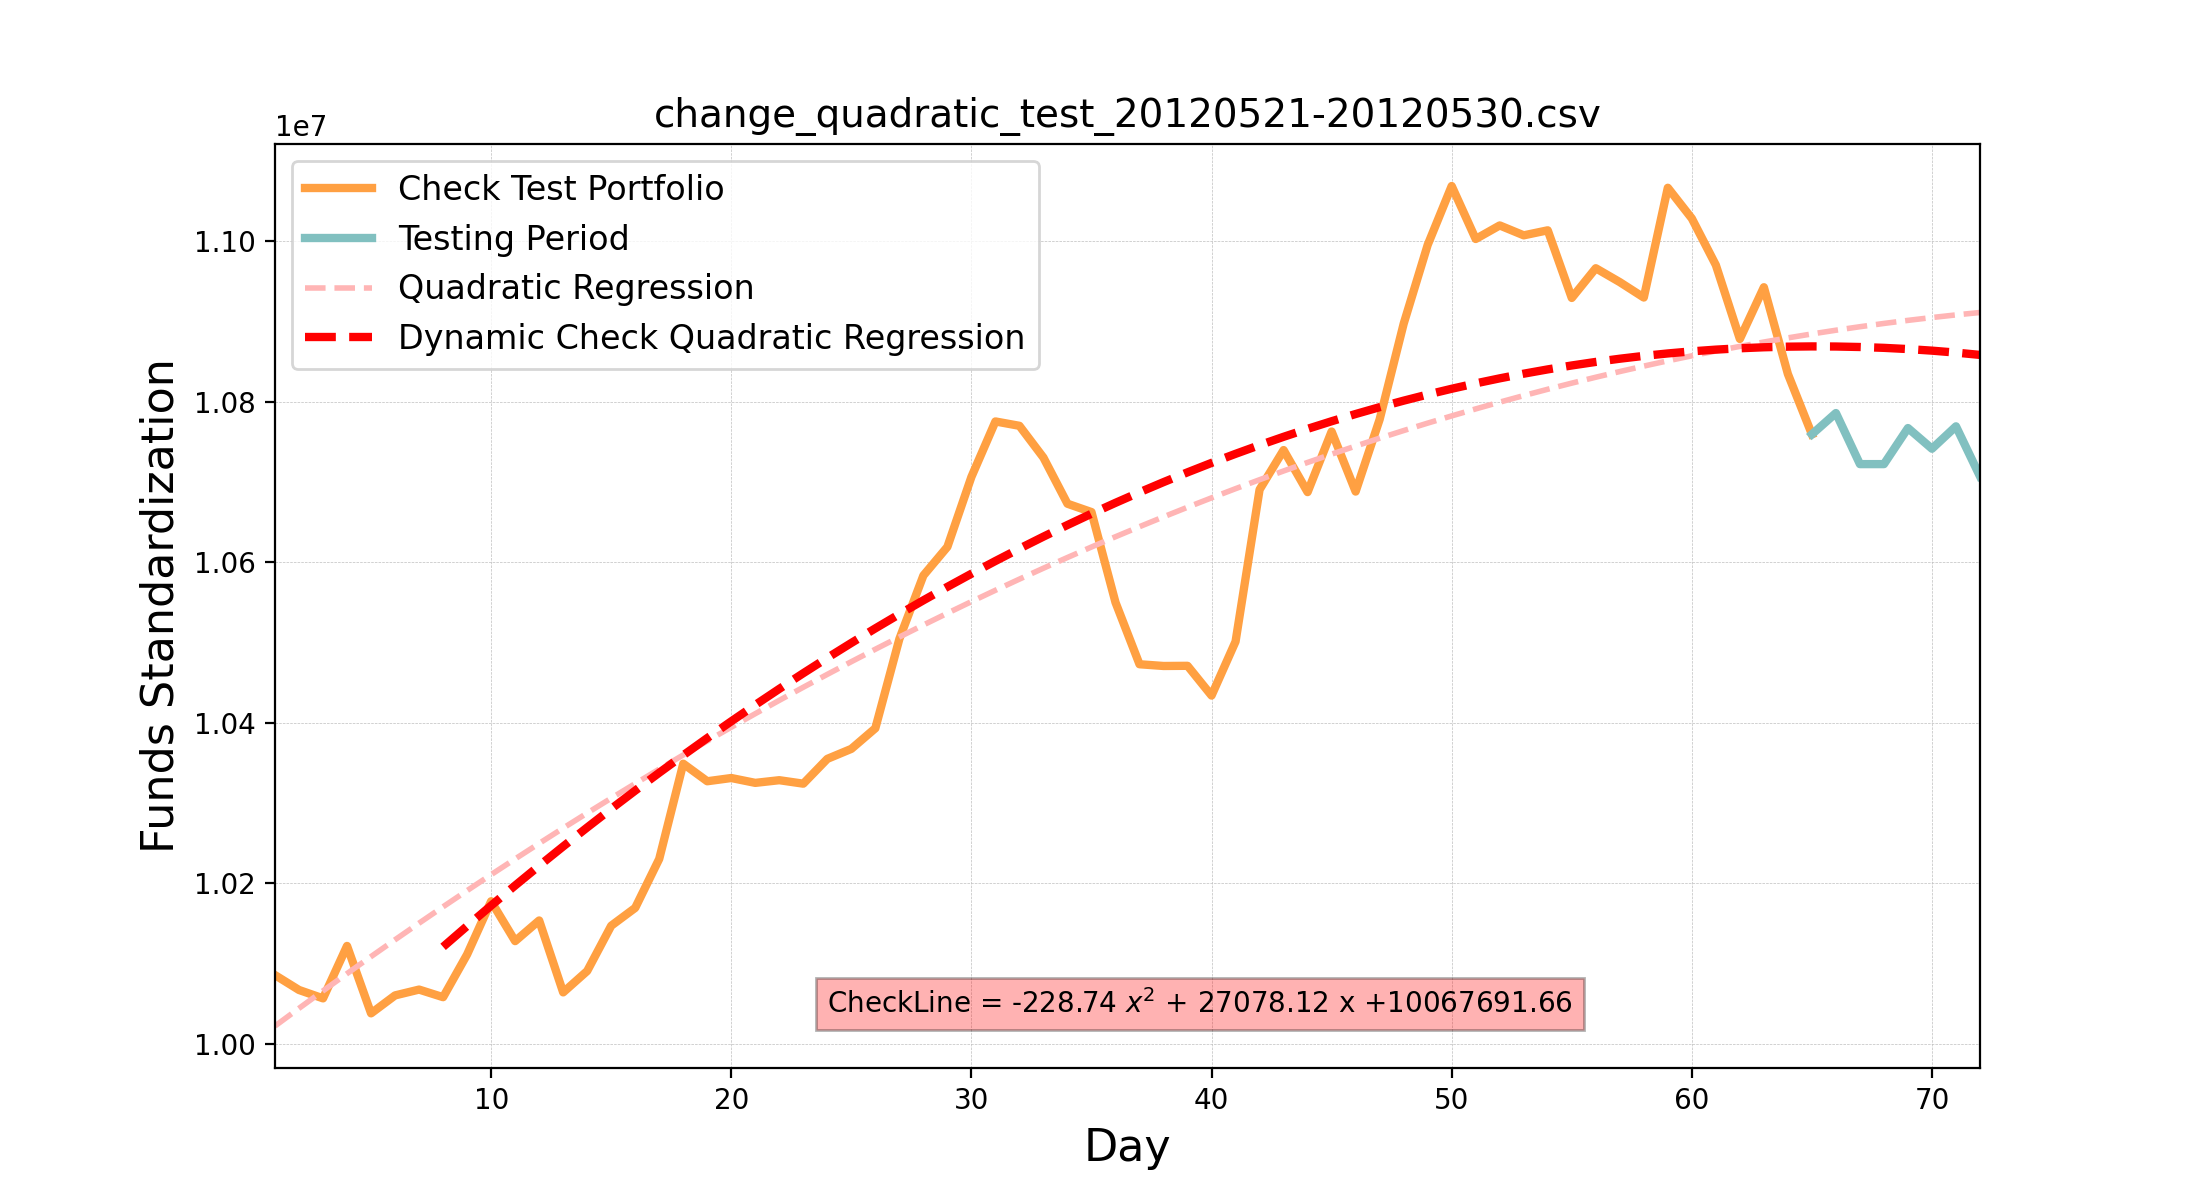 change_quadratic_test_20120521-20120530.csv
1e7
Check Test Portfolio
Testing Period
Quadratic Regression
Dynamic Check Quadratic Regression
1.10
1.08
1.06
1.04
1.02
1.00
Funds Standardization
CheckLine = -228.74 x² + 27078.12 x +10067691.66
10 20 30 40 50 60 70
Day